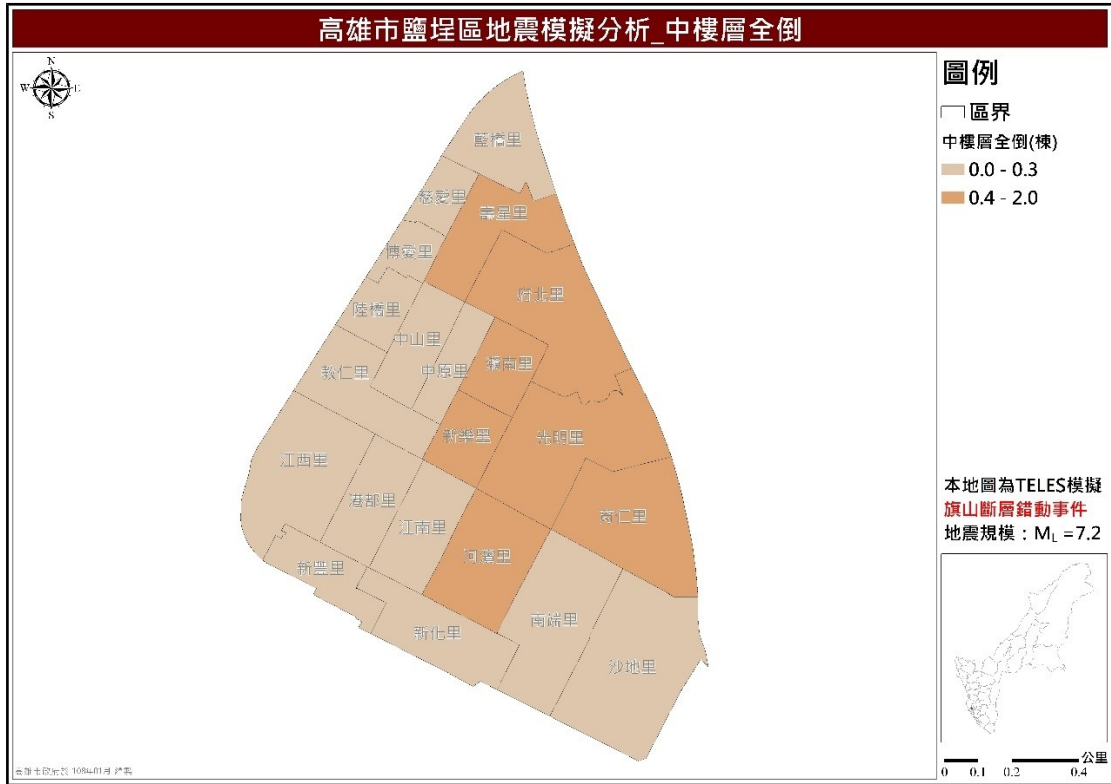 高雄市鹽埕區地震模擬分析_中樓層全倒
N
W
E
S
圖例
區界
中樓層全倒(棟)
0.0 - 0.3
0.4 - 2.0
藍橋里
慈愛里
壽星里
博愛里
陸橋里
中山里
瀨南里
中原里
教仁里
新樂里
光明里
江西里
港都里
江南里
育仁里
河濱里
新豐里
南端里
新化里
沙地里
本地圖為TELES模擬
旗山斷層錯動事件
地震規模：ML =7.2
0 0.1 0.2 0.4 公里